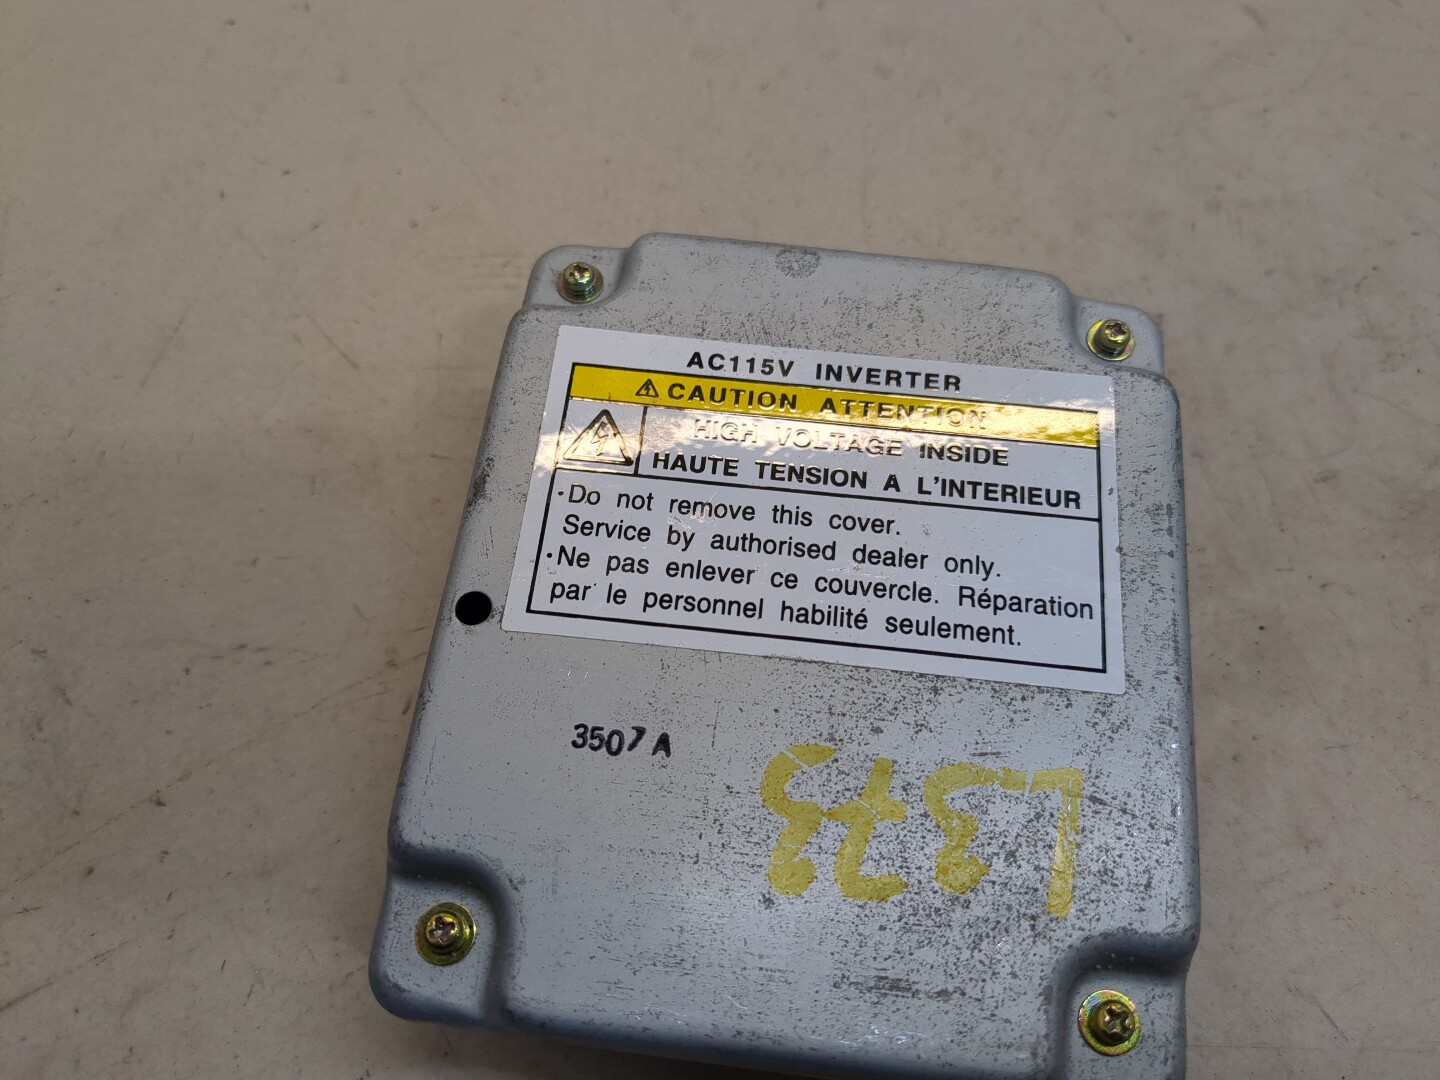 AC115V INVERTER
CAUTION ATTENTION
HIGH VOLTAGE INSIDE
HAUTE TENSION A L'INTERIEUR
·Do not remove this cover.
Service by authorised dealer only.
·Ne pas enlever ce couvercle. Réparation
par le personnel habilité seulement.
3507A
L373